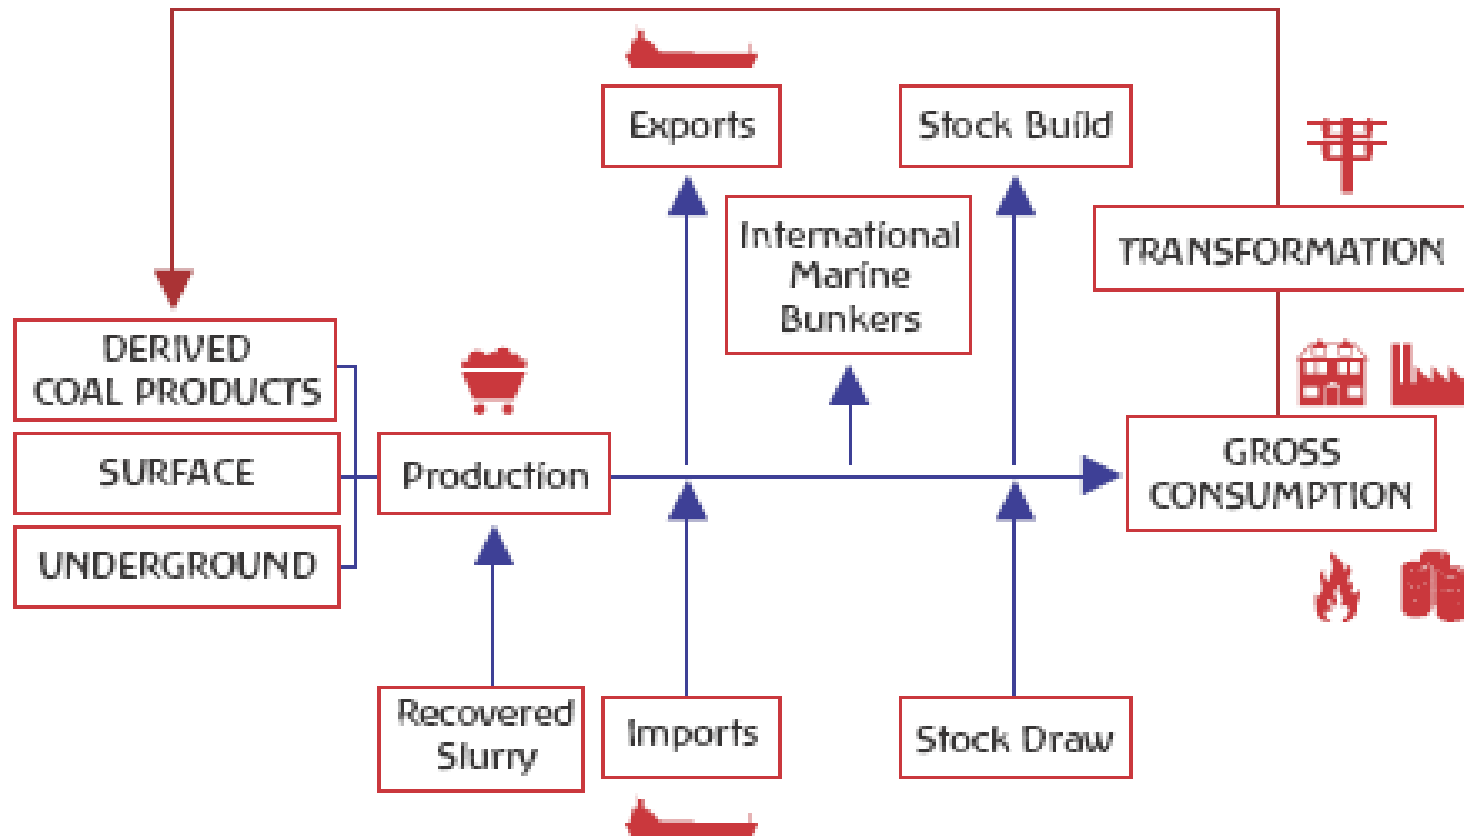 Exports
Stock Build
International
Marine
Bunkers
TRANSFORMATION
DERIVED
COAL PRODUCTS
SURFACE
Production
GROSS
CONSUMPTION
UNDERGROUND
Recovered
Slurry
Imports
Stock Draw